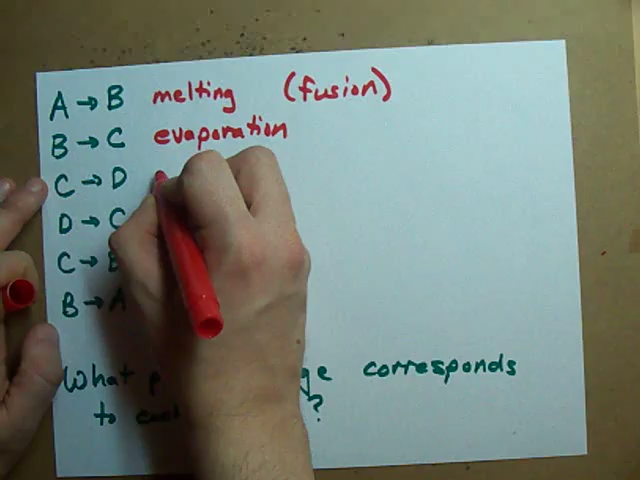 A → B melting (fusion)
B → C evaporation
C → D
D → C
C →
B → A
What corresponds
to ?